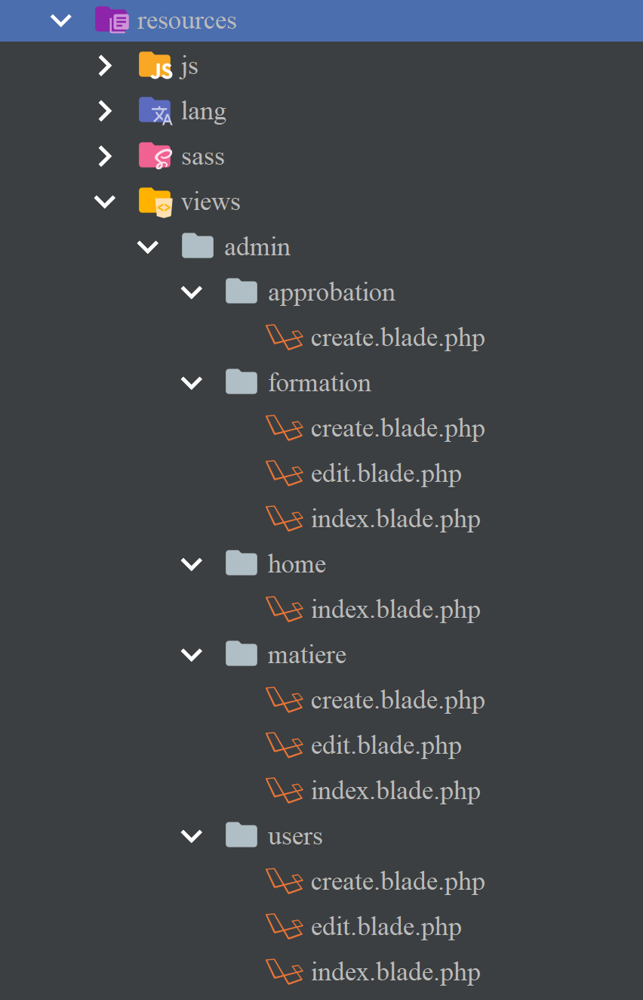 resources
js
lang
sass
views
admin
approbation
create.blade.php
formation
create.blade.php
edit.blade.php
index.blade.php
home
index.blade.php
matiere
create.blade.php
edit.blade.php
index.blade.php
users
create.blade.php
edit.blade.php
index.blade.php